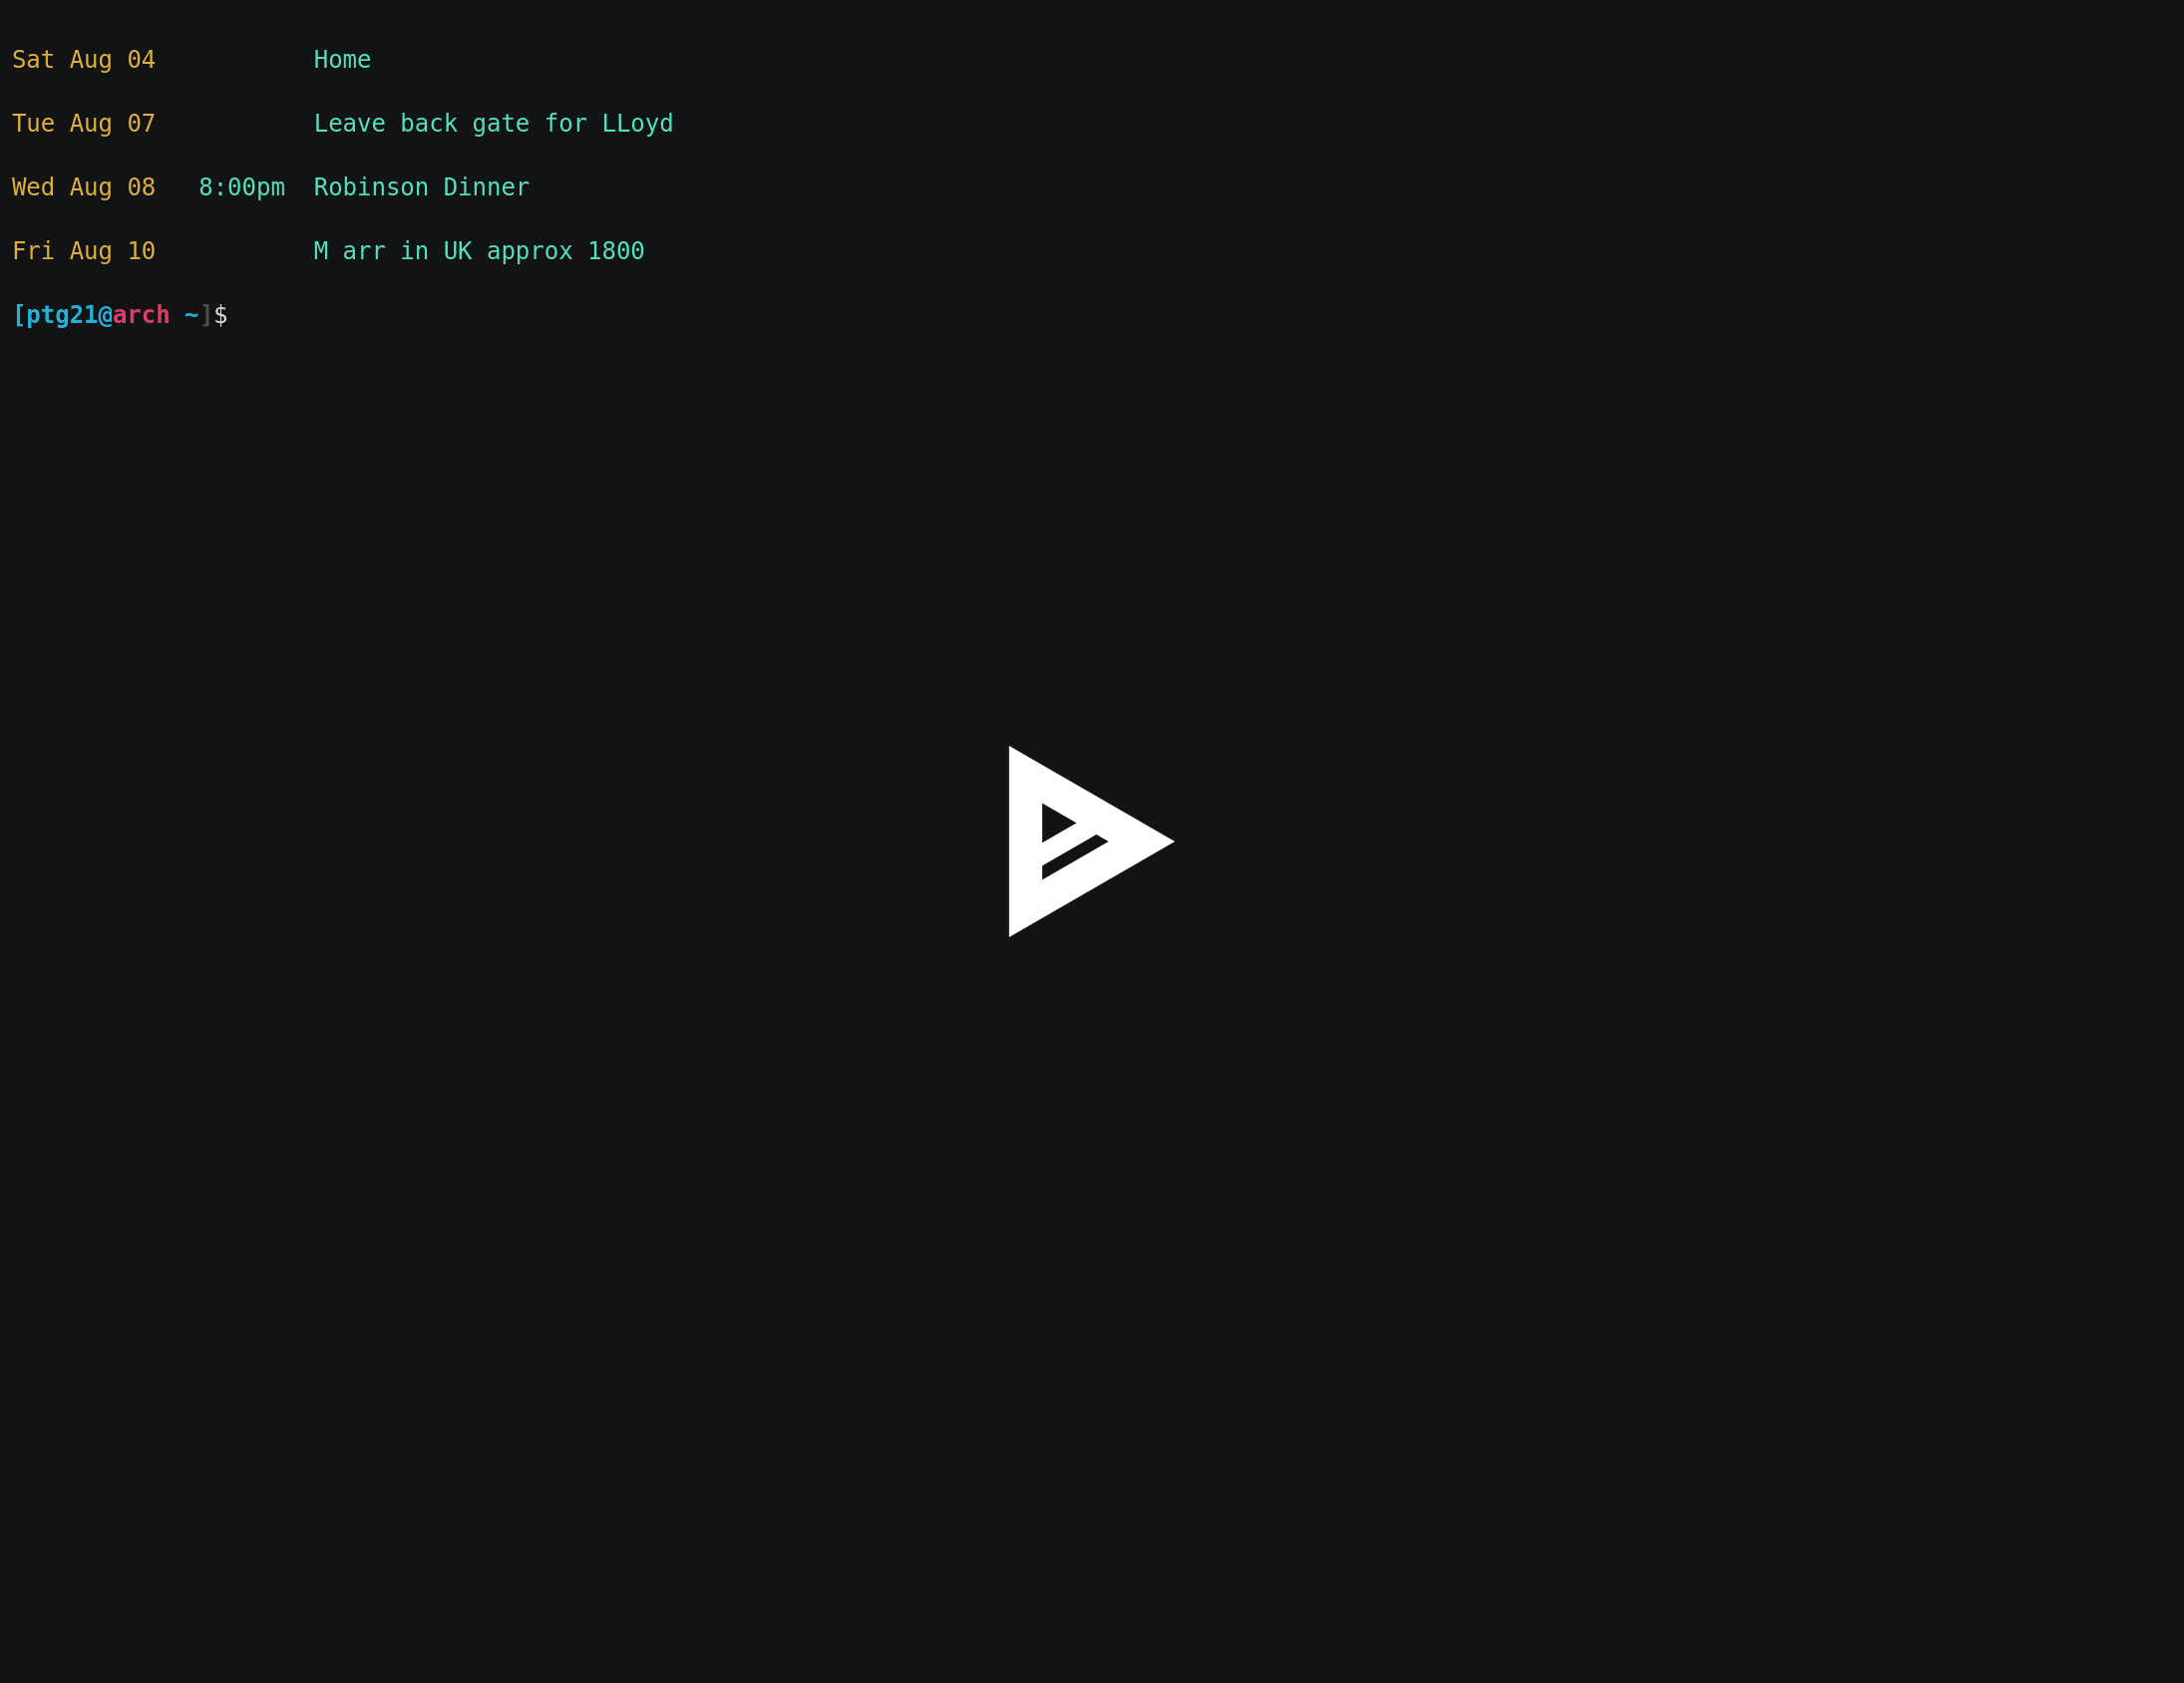 Sat Aug 04 Home
Tue Aug 07 Leave back gate for LLoyd
Wed Aug 08 8:00pm Robinson Dinner
Fri Aug 10 M arr in UK approx 1800
[ptg21@arch ~]$